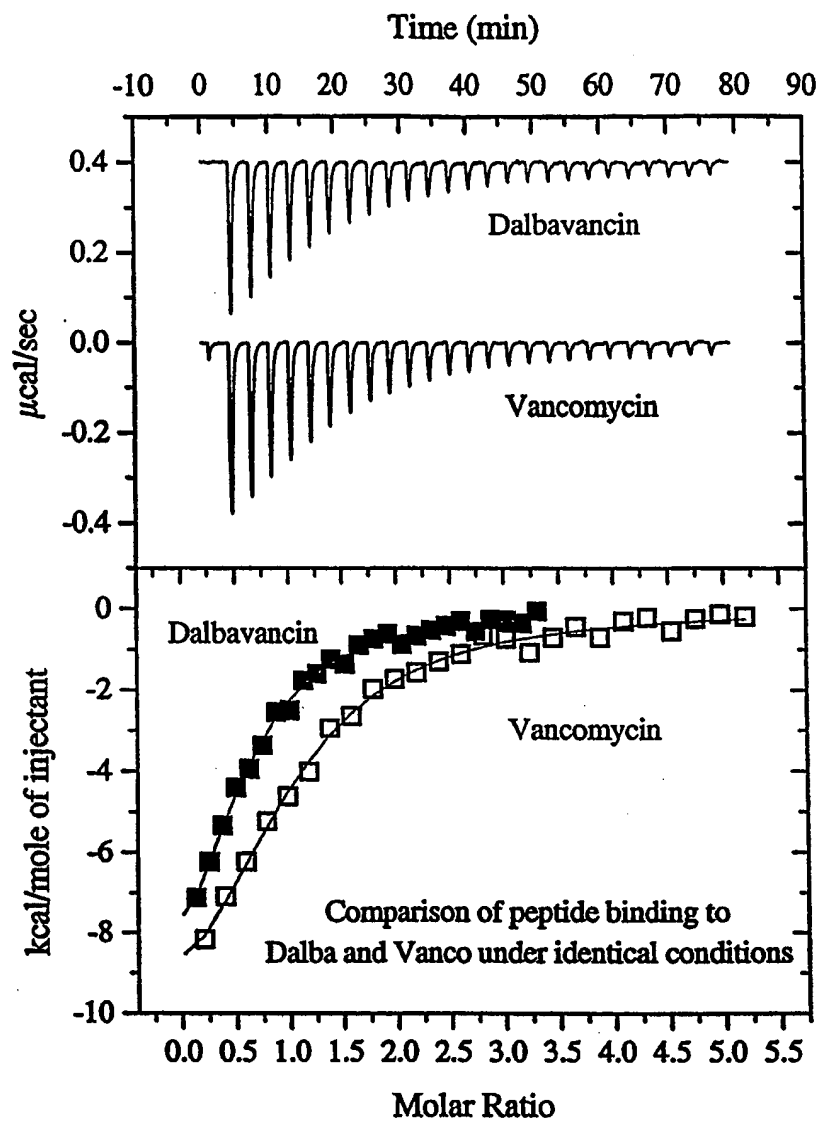 Time (min)
-10 0 10 20 30 40 50 60 70 80 90
0.4
Dalbavancin
0.2
0.0
µcal/sec
Vancomycin
-0.2
-0.4
0
Dalbavancin
-2
Vancomycin
-4
kcal/mole of injectant
-6
Comparison of peptide binding to
-8
Dalba and Vanco under identical conditions
-10
0.0 0.5 1.0 1.5 2.0 2.5 3.0 3.5 4.0 4.5 5.0 5.5
Molar Ratio